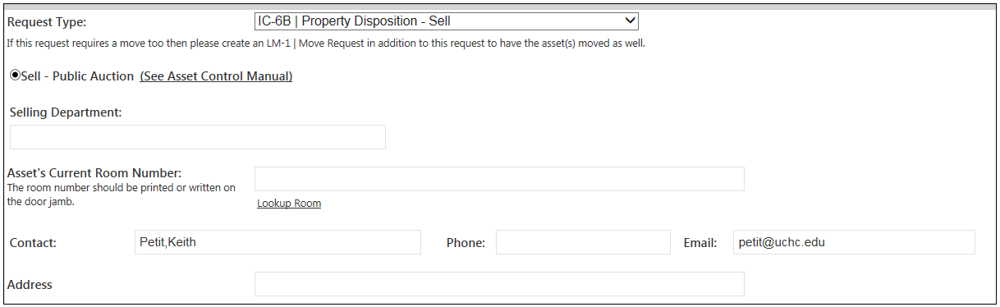 Request Type: IC-6B | Property Disposition - Sell
If this request requires a move too then please create an LM-1 | Move Request in addition to this request to have the asset(s) moved as well.
Sell - Public Auction (See Asset Control Manual)
Selling Department:
Asset's Current Room Number:
The room number should be printed or written on
the door jamb.
Lookup Room
Contact: Petit,Keith Phone: Email: petit@uchc.edu
Address